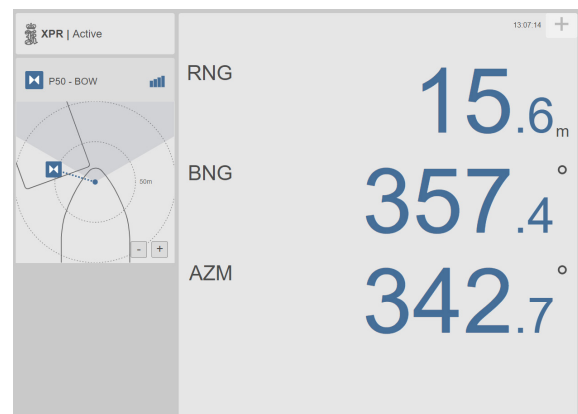 XPR | Active
P50 - BOW
50m
- +
13:07:14 +
RNG
15.6m
BNG
357.4°
AZM
342.7°